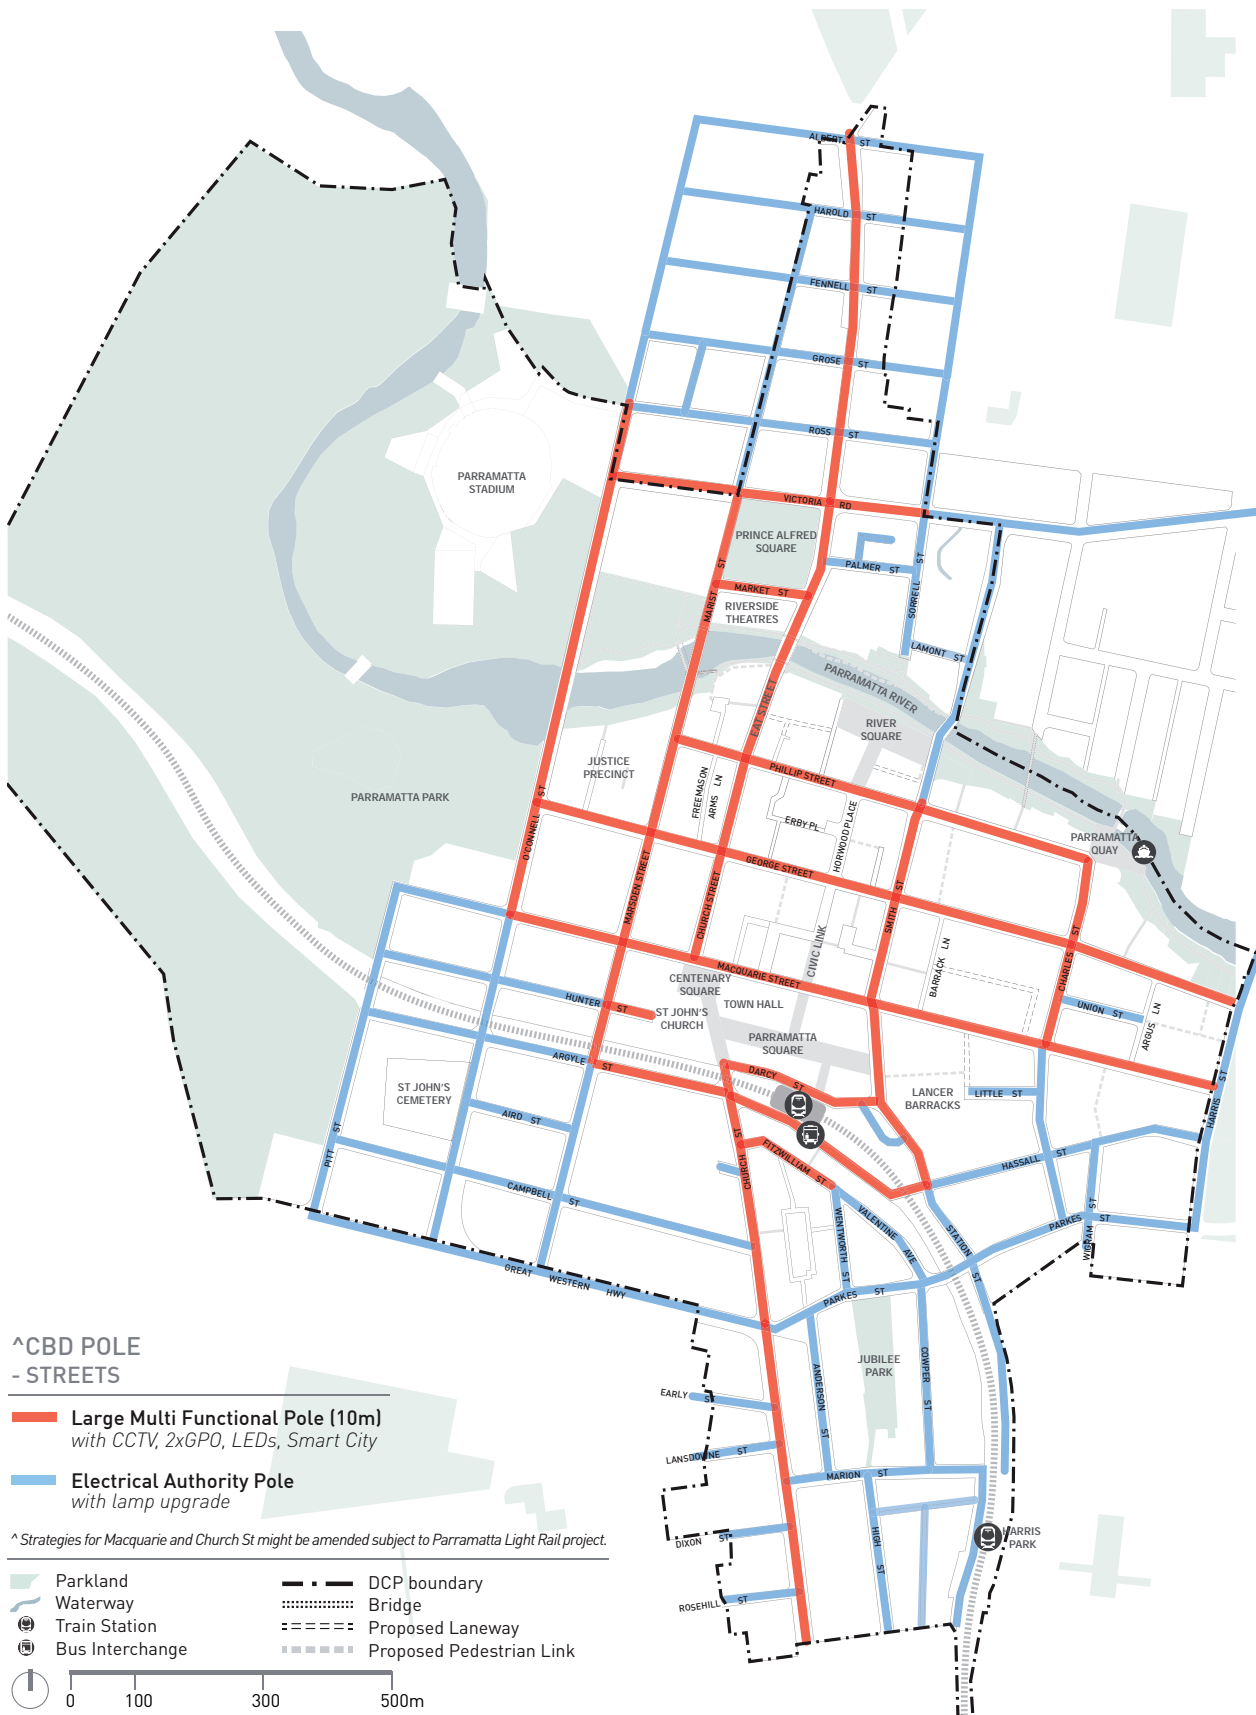 ALBERT ST
HAROLD ST
FENNELL ST
GROSE ST
ROSS ST
PARRAMATTA
STADIUM
VICTORIA RD
PRINCE ALFRED
SQUARE
PALMER ST
SORRELL ST
MARIST ST
MARKET ST
RIVERSIDE
THEATRES
LAMONT ST
PARRAMATTA RIVER
EAT STREET
RIVER
SQUARE
JUSTICE
PRECINCT
PHILLIP STREET
PARRAMATTA PARK
FREEMASON
ARMS LN
ERBY PL
HORWOOD PLACE
O'CONNELL ST
PARRAMATTA
QUAY
GEORGE STREET
MARSDEN STREET
CHURCH STREET
SMITH ST
CIVIC LINK
BARRACK LN
CHARLES ST
MACQUARIE STREET
CENTENARY
SQUARE
TOWN HALL
HUNTER ST
ST JOHN'S
CHURCH
UNION ST
ARGUS LN
PARRAMATTA
SQUARE
ARGYLE ST
DARCY ST
ST JOHN'S
CEMETERY
LANCER
BARRACKS
LITTLE ST
HARRIS ST
AIRD ST
PITT ST
CHURCH ST
FITZWILLIAM ST
HASSALL ST
CAMPBELL ST
WENTWORTH ST
VALENTINE AVE
STATION ST
PARKES ST
WIGRAM ST
GREAT WESTERN HWY
PARKES ST
JUBILEE
PARK
ANDERSON ST
COWPER ST
EARLY ST
LANSDOWNE ST
MARION ST
HIGH ST
DIXON ST
HARRIS
PARK
ROSEHILL ST
^CBD POLE
- STREETS
Large Multi Functional Pole (10m)
with CCTV, 2xGPO, LEDs, Smart City
Electrical Authority Pole
with lamp upgrade
^ Strategies for Macquarie and Church St might be amended subject to Parramatta Light Rail project.
Parkland
Waterway
Train Station
Bus Interchange
DCP boundary
Bridge
Proposed Laneway
Proposed Pedestrian Link
0 100 300 500m